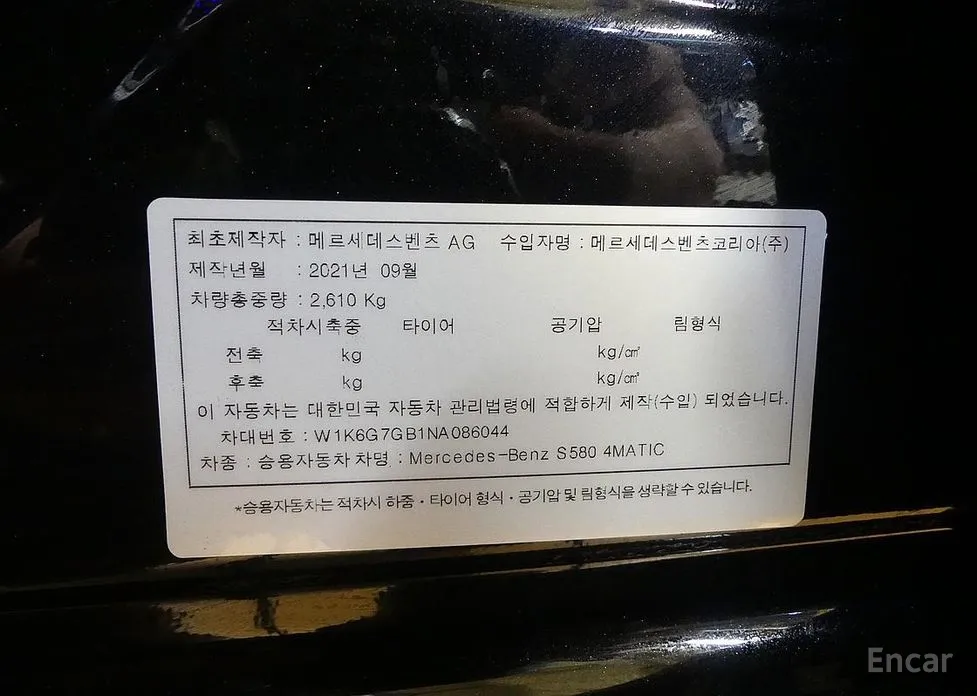 최초제작자 : 메르세데스벤츠 AG 수입자명 : 메르세데스벤츠코리아(주)
제작년월 : 2021년 09월
차량총중량 : 2,610 Kg
적차시축중 타이어 공기압 림형식
전축 kg kg/㎠
후축 kg kg/㎠
이 자동차는 대한민국 자동차 관리법령에 적합하게 제작(수입) 되었습니다.
차대번호 : W1K6G7GB1NA086044
차종 : 승용자동차 차명 : Mercedes-Benz S580 4MATIC
*승용자동차는 적차시 하중・타이어 형식・공기압 및 림형식을 생략할 수 있습니다.
Encar